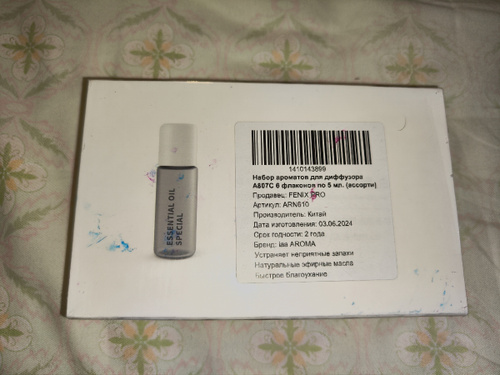 ESSENTIAL OIL
SPECIAL
1410143899
Набор ароматов для диффузора
A807C 6 флаконов по 5 мл. (ассорти)
Продавец: FENIX PRO
Артикул: ARN610
Производитель: Китай
Дата изготовления: 03.06.2024
Срок годности: 2 года
Бренд: iaa AROMA
Устраняет неприятные запахи
Натуральные эфирные масла
Быстрое благоухание